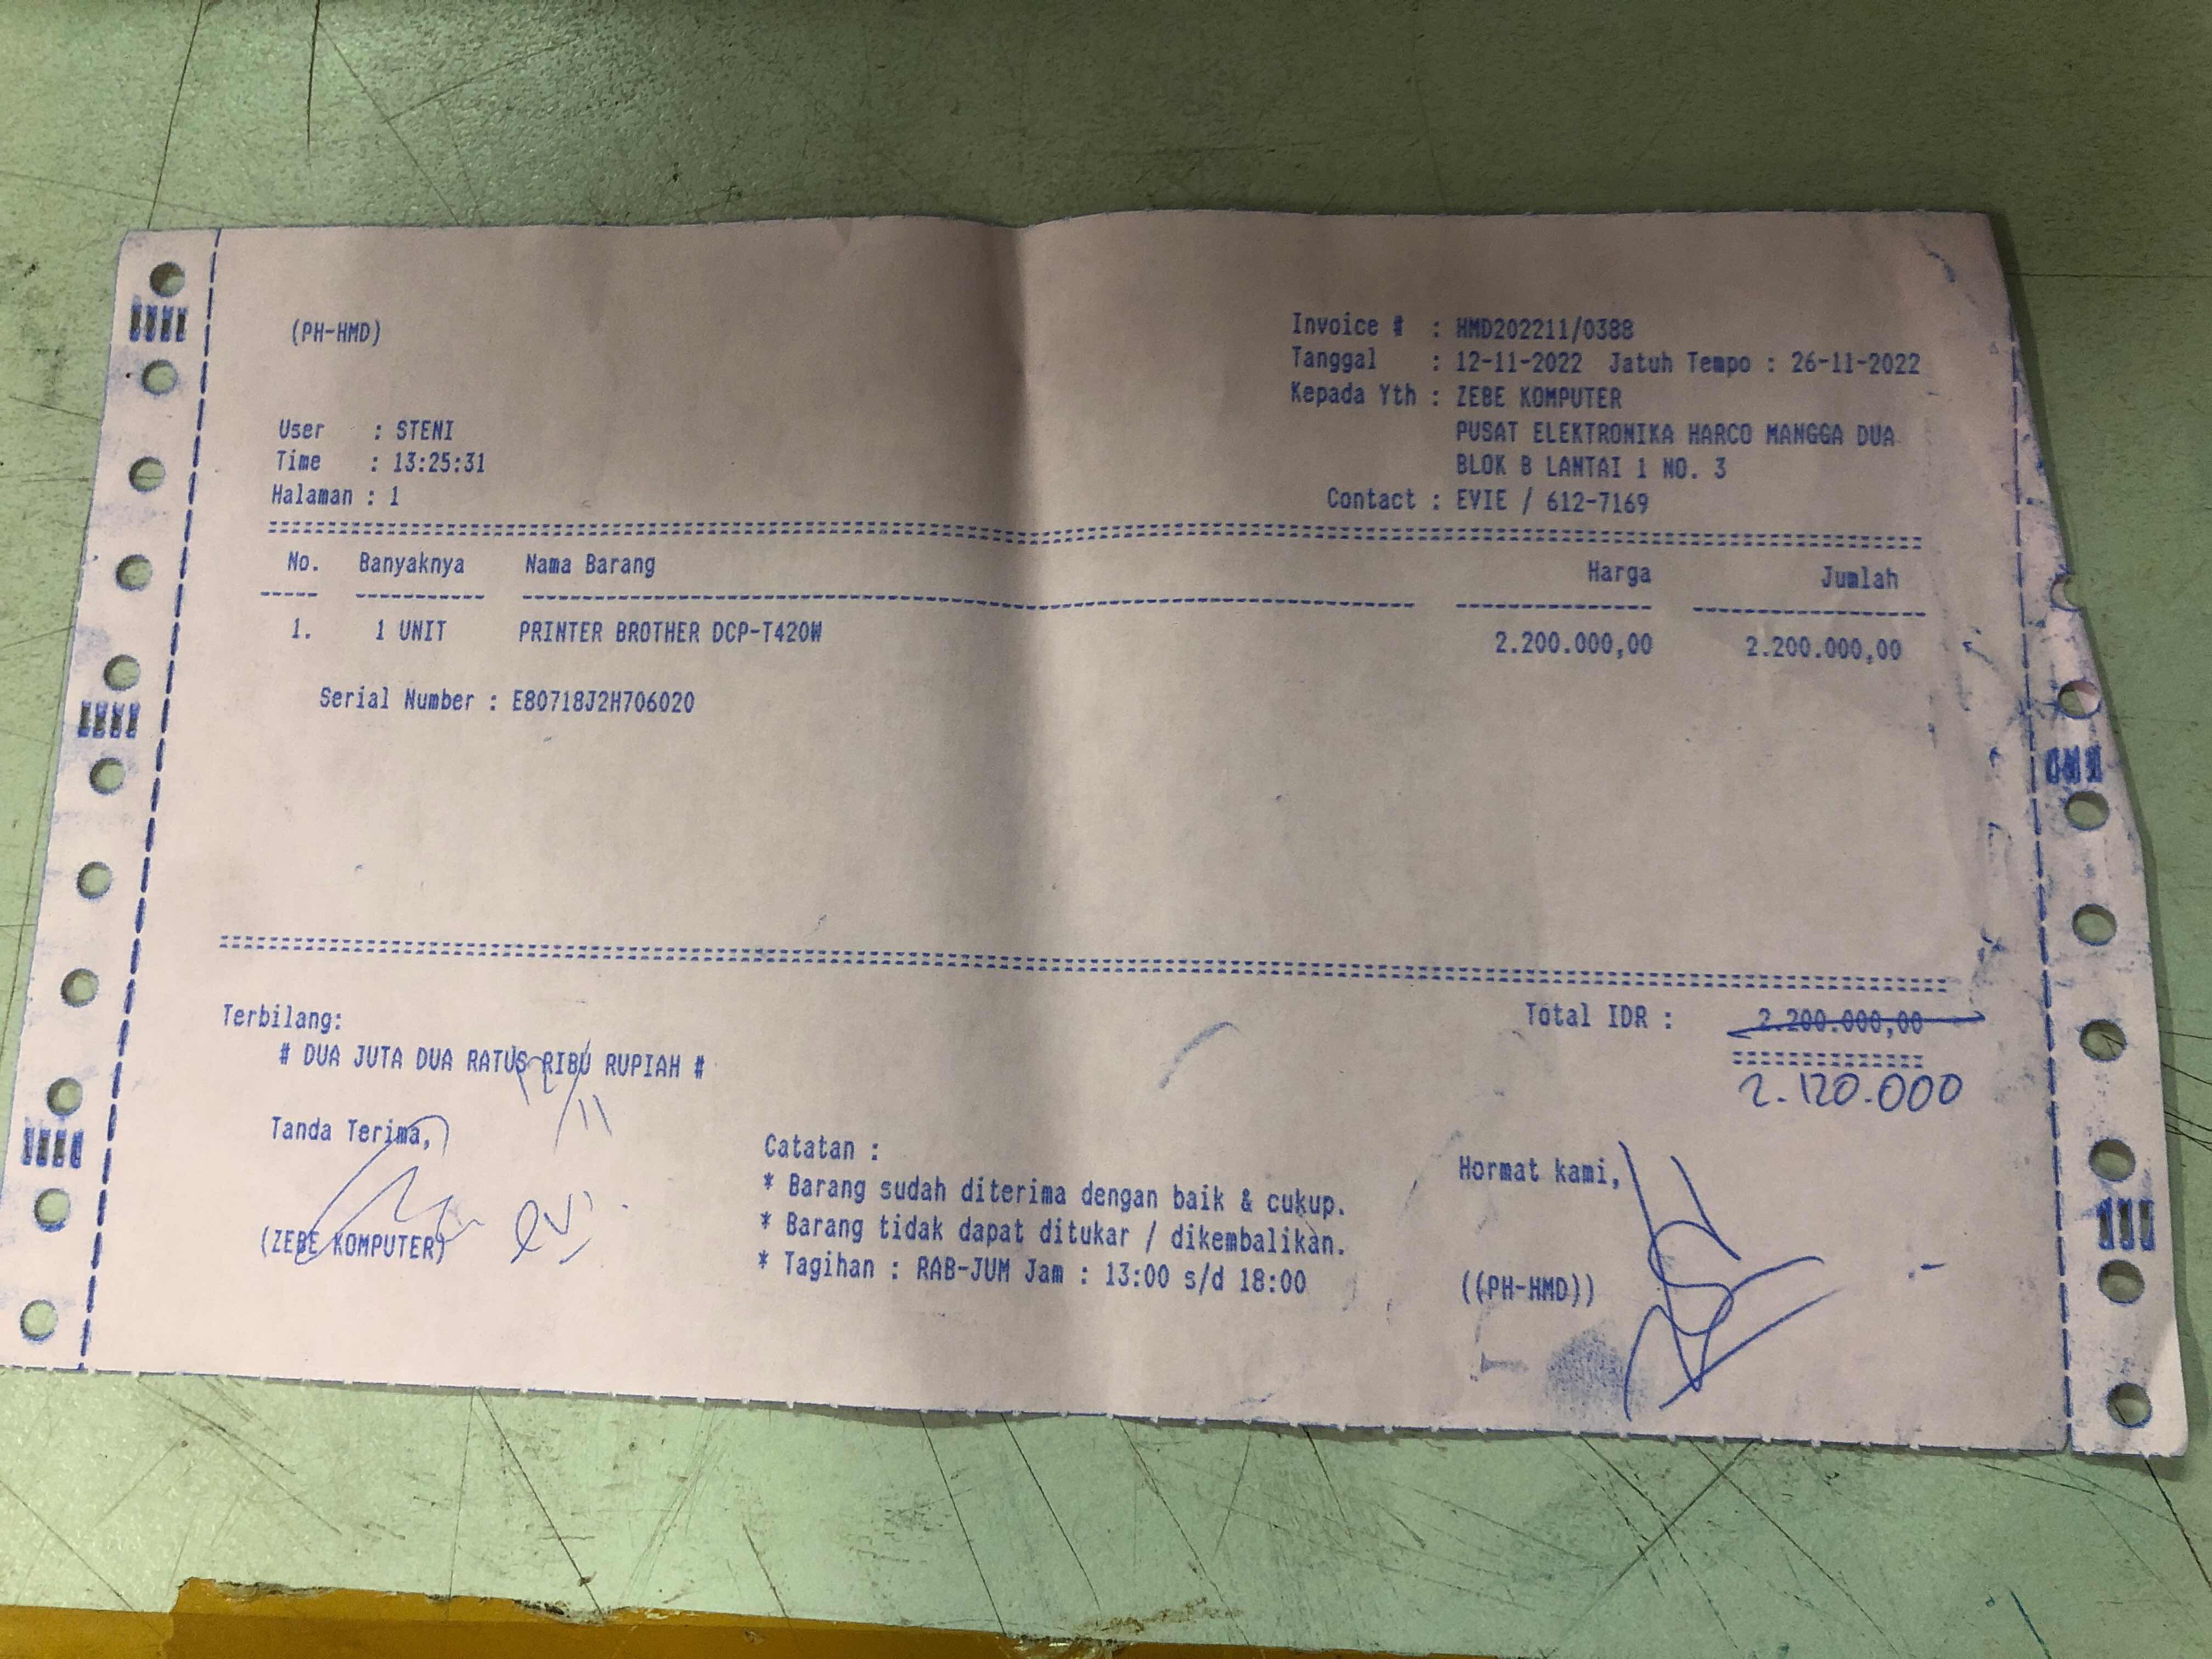 (PH-HMD)
Invoice # : HMD202211/0388
Tanggal : 12-11-2022 Jatuh Tempo : 26-11-2022
Kepada Yth : ZEBE KOMPUTER
PUSAT ELEKTRONIKA HARCO MANGGA DUA
BLOK B LANTAI 1 NO. 3
Contact : EVIE / 612-7169
User : STENI
Time : 13:25:31
Halaman : 1
No. Banyaknya Nama Barang Harga Jumlah
1. 1 UNIT PRINTER BROTHER DCP-T420W 2.200.000,00 2.200.000,00
Serial Number : E80718J2H706020
Total IDR : 2.200.000,00
2.120.000
Terbilang:
# DUA JUTA DUA RATUS RIBU RUPIAH #
12/11
Tanda Terima,
(ZEBE KOMPUTER)
Catatan :
* Barang sudah diterima dengan baik & cukup.
* Barang tidak dapat ditukar / dikembalikan.
* Tagihan : RAB-JUM Jam : 13:00 s/d 18:00
Hormat kami,
((PH-HMD))